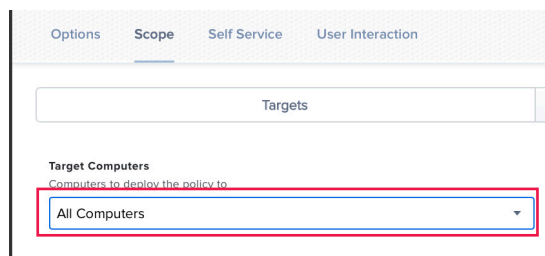 Options Scope Self Service User Interaction
Targets
Target Computers
Computers to deploy the policy to
All Computers